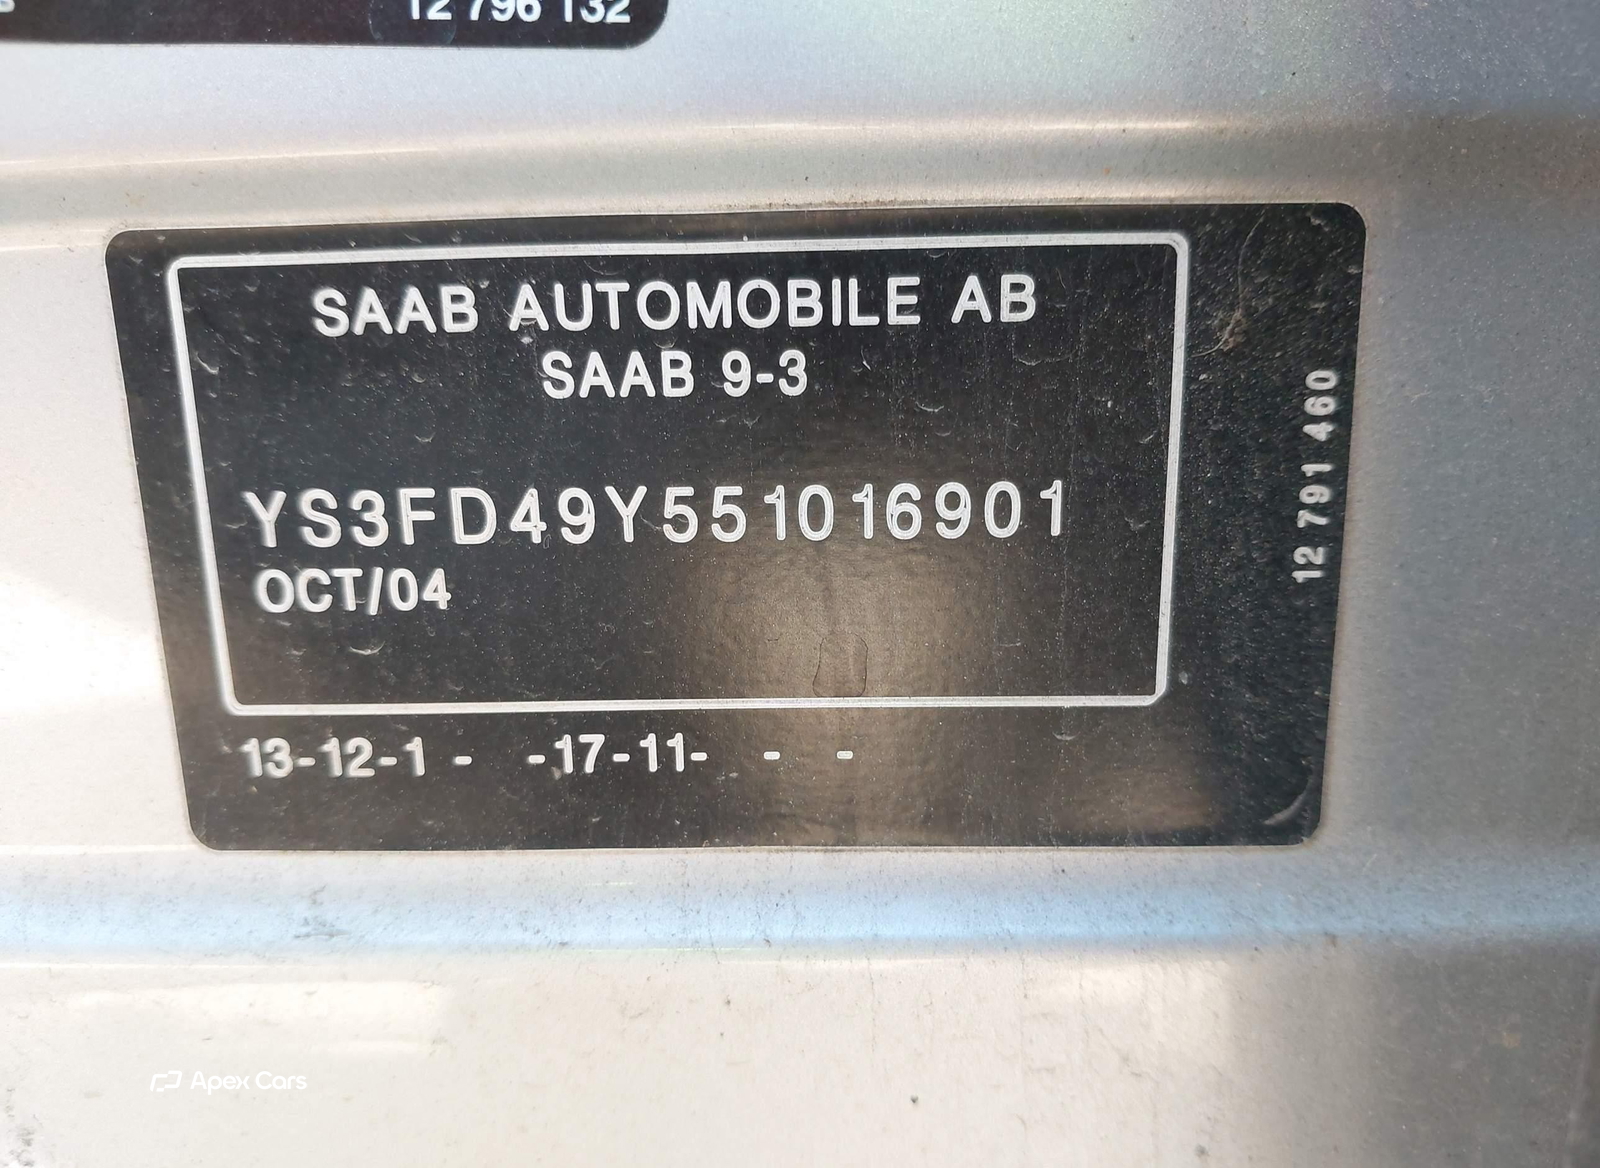 12 796 132
SAAB AUTOMOBILE AB
SAAB 9-3
YS3FD49Y551016901
OCT/04
13-12-1 - -17-11- - -
12 791 460
Apex Cars